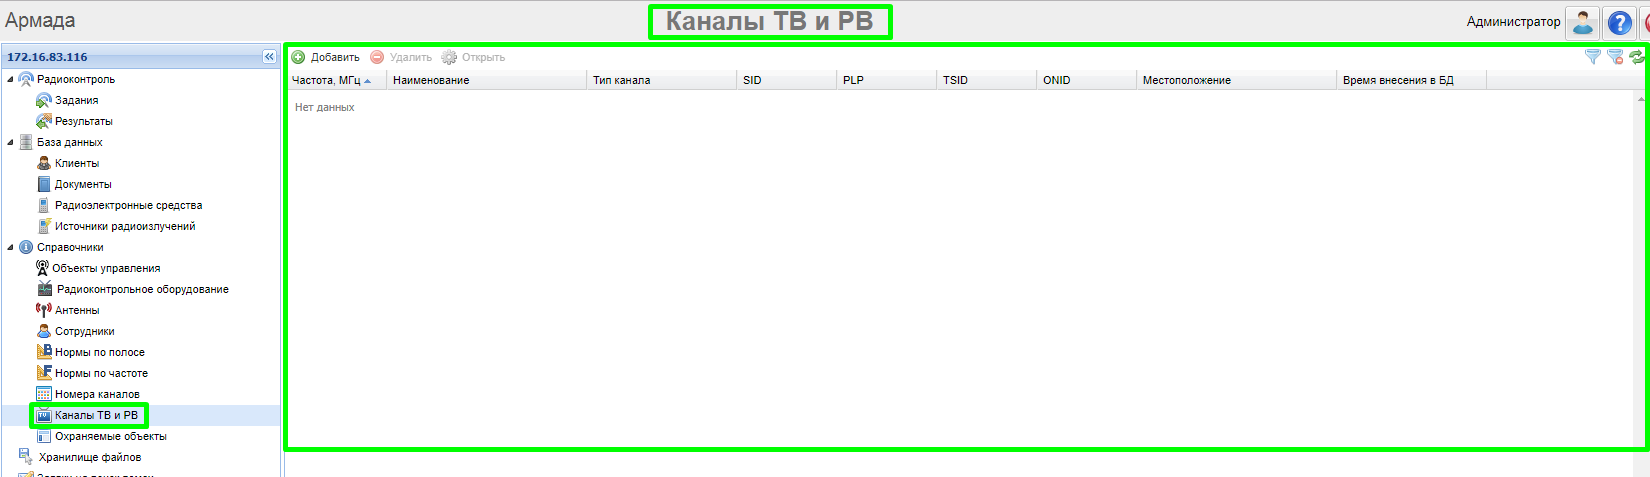 Армада
Каналы ТВ и РВ
Администратор
172.16.83.116
Добавить Удалить Открыть
Частота, МГц Наименование Тип канала SID PLP TSID ONID Местоположение Время внесения в БД
Нет данных
Радиоконтроль
Задания
Результаты
База данных
Клиенты
Документы
Радиоэлектронные средства
Источники радиоизлучений
Справочники
Объекты управления
Радиоконтрольное оборудование
Антенны
Сотрудники
Нормы по полосе
Нормы по частоте
Номера каналов
Каналы ТВ и РВ
Охраняемые объекты
Хранилище файлов